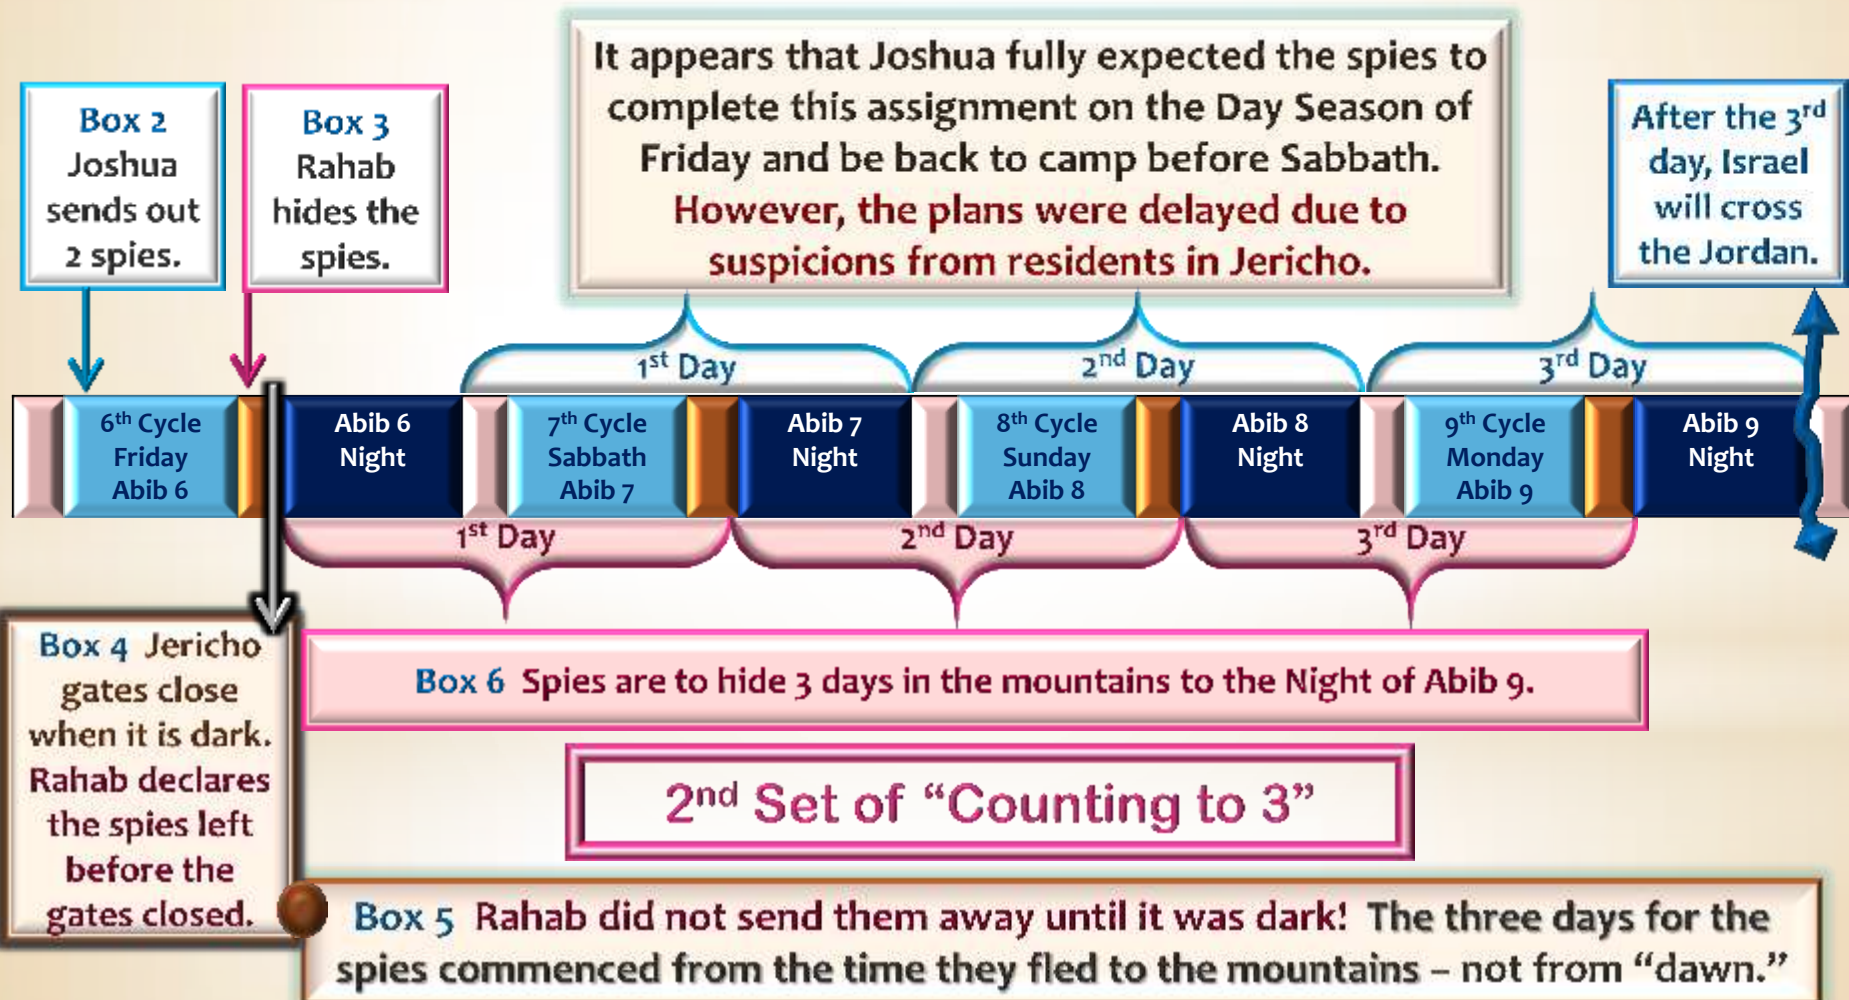 It appears that Joshua fully expected the spies to
complete this assignment on the Day Season of
Friday and be back to camp before Sabbath.
However, the plans were delayed due to
suspicions from residents in Jericho.
Box 2
Joshua
sends out
2 spies.
Box 3
Rahab
hides the
spies.
After the 3rd
day, Israel
will cross
the Jordan.
1st Day
2nd Day
3rd Day
6th Cycle
Friday
Abib 6
Abib 6
Night
7th Cycle
Sabbath
Abib 7
Abib 7
Night
8th Cycle
Sunday
Abib 8
Abib 8
Night
9th Cycle
Monday
Abib 9
Abib 9
Night
1st Day
2nd Day
3rd Day
Box 4 Jericho
gates close
when it is dark.
Rahab declares
the spies left
before the
gates closed.
Box 6 Spies are to hide 3 days in the mountains to the Night of Abib 9.
2nd Set of “Counting to 3”
Box 5 Rahab did not send them away until it was dark! The three days for the
spies commenced from the time they fled to the mountains – not from “dawn.”